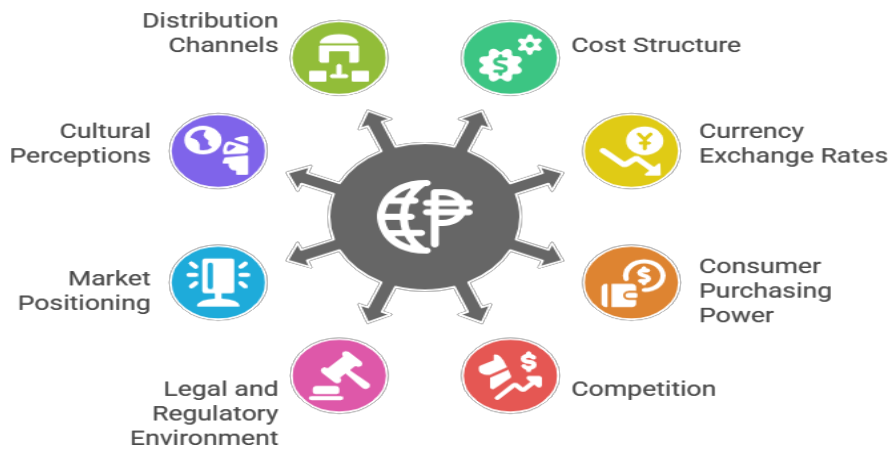 Distribution
Channels
Cost Structure
Cultural
Perceptions
Currency
Exchange Rates
Market
Positioning
Consumer
Purchasing
Power
Legal and
Regulatory
Environment
Competition